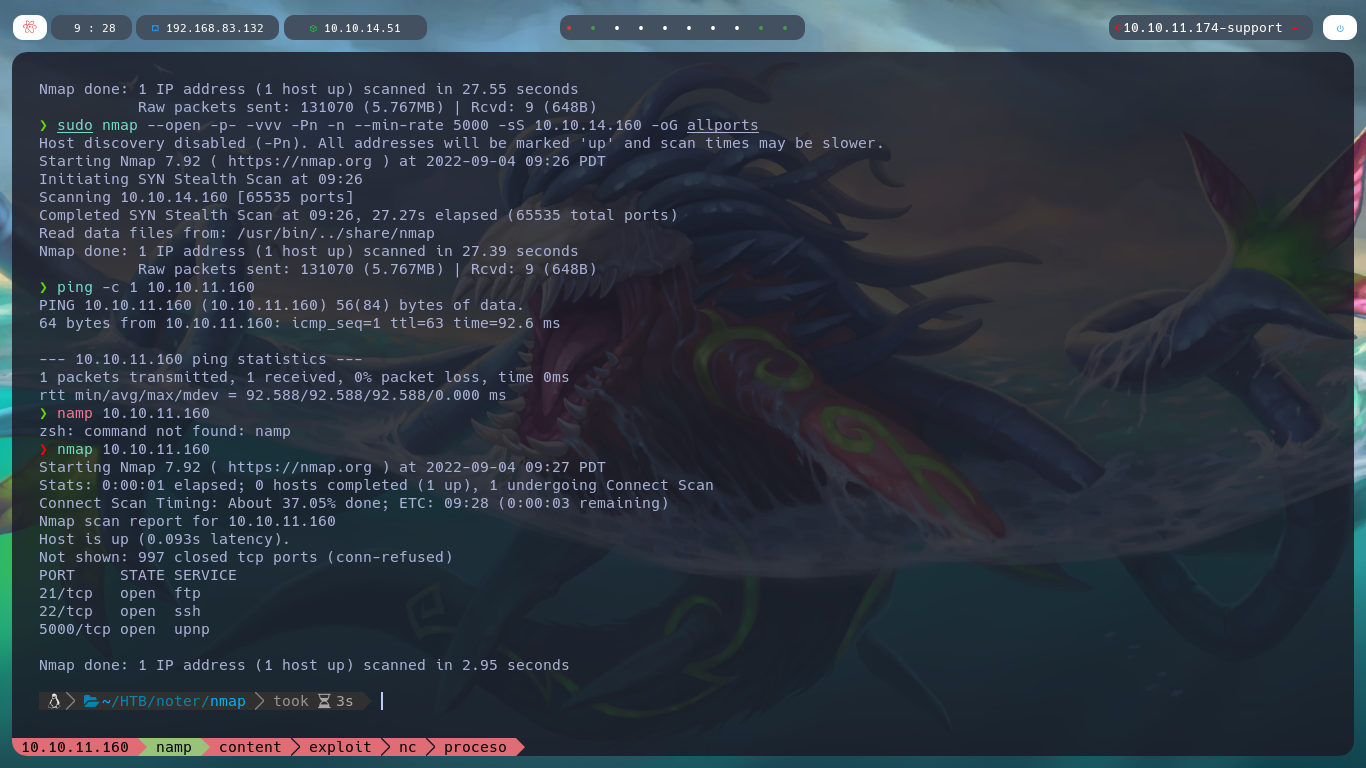 9 : 28
192.168.83.132
10.10.14.51
10.10.11.174-support
Nmap done: 1 IP address (1 host up) scanned in 27.55 seconds
Raw packets sent: 131070 (5.767MB) | Rcvd: 9 (648B)
❯ sudo nmap --open -p- -vvv -Pn -n --min-rate 5000 -sS 10.10.14.160 -oG allports
Host discovery disabled (-Pn). All addresses will be marked 'up' and scan times may be slower.
Starting Nmap 7.92 ( https://nmap.org ) at 2022-09-04 09:26 PDT
Initiating SYN Stealth Scan at 09:26
Scanning 10.10.14.160 [65535 ports]
Completed SYN Stealth Scan at 09:26, 27.27s elapsed (65535 total ports)
Read data files from: /usr/bin/../share/nmap
Nmap done: 1 IP address (1 host up) scanned in 27.39 seconds
Raw packets sent: 131070 (5.767MB) | Rcvd: 9 (648B)
❯ ping -c 1 10.10.11.160
PING 10.10.11.160 (10.10.11.160) 56(84) bytes of data.
64 bytes from 10.10.11.160: icmp_seq=1 ttl=63 time=92.6 ms
--- 10.10.11.160 ping statistics ---
1 packets transmitted, 1 received, 0% packet loss, time 0ms
rtt min/avg/max/mdev = 92.588/92.588/92.588/0.000 ms
❯ namp 10.10.11.160
zsh: command not found: namp
❯ nmap 10.10.11.160
Starting Nmap 7.92 ( https://nmap.org ) at 2022-09-04 09:27 PDT
Stats: 0:00:01 elapsed; 0 hosts completed (1 up), 1 undergoing Connect Scan
Connect Scan Timing: About 37.05% done; ETC: 09:28 (0:00:03 remaining)
Nmap scan report for 10.10.11.160
Host is up (0.093s latency).
Not shown: 997 closed tcp ports (conn-refused)
PORT     STATE SERVICE
21/tcp   open  ftp
22/tcp   open  ssh
5000/tcp open  upnp
Nmap done: 1 IP address (1 host up) scanned in 2.95 seconds
~/HTB/noter/nmap took 3s
10.10.11.160 namp content exploit nc proceso